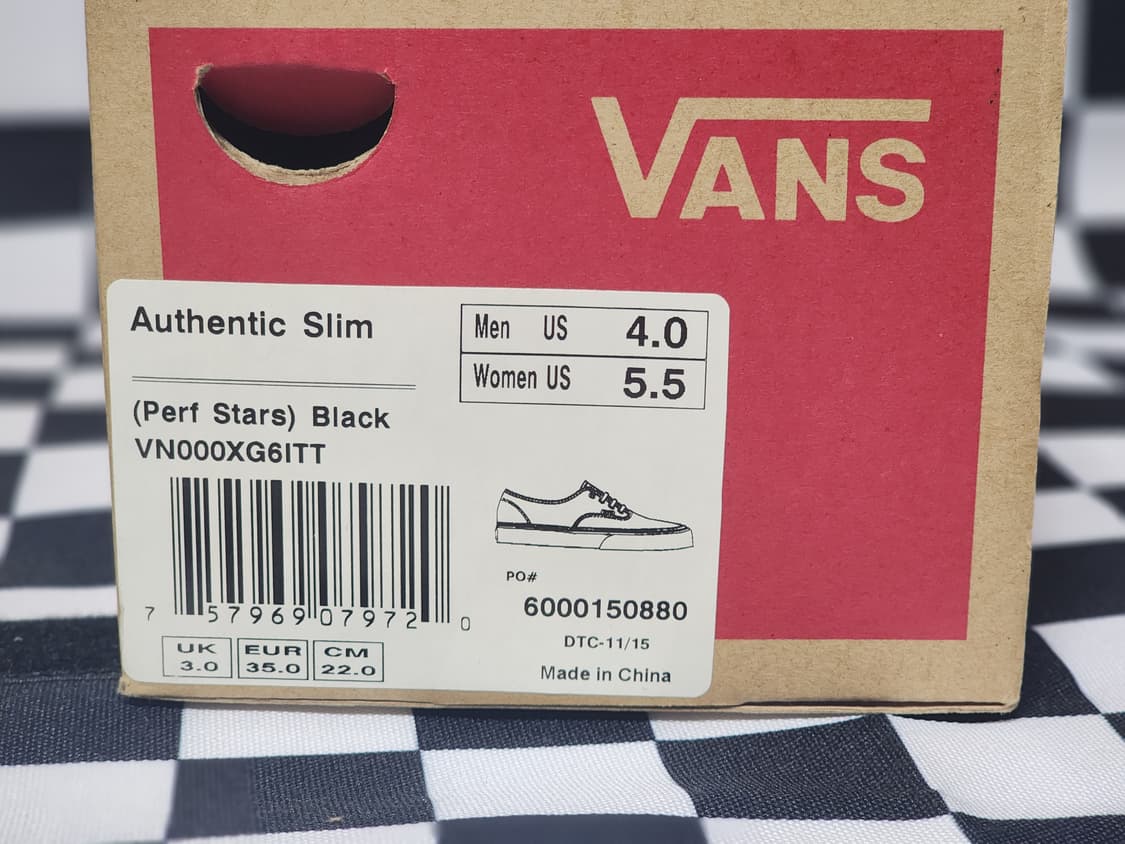 VANS
Authentic Slim
Men US 4.0
Women US 5.5
(Perf Stars) Black
VN000XG6ITT
7 57969 07972 0
PO#
6000150880
DTC-11/15
Made in China
UK EUR CM
3.0 35.0 22.0